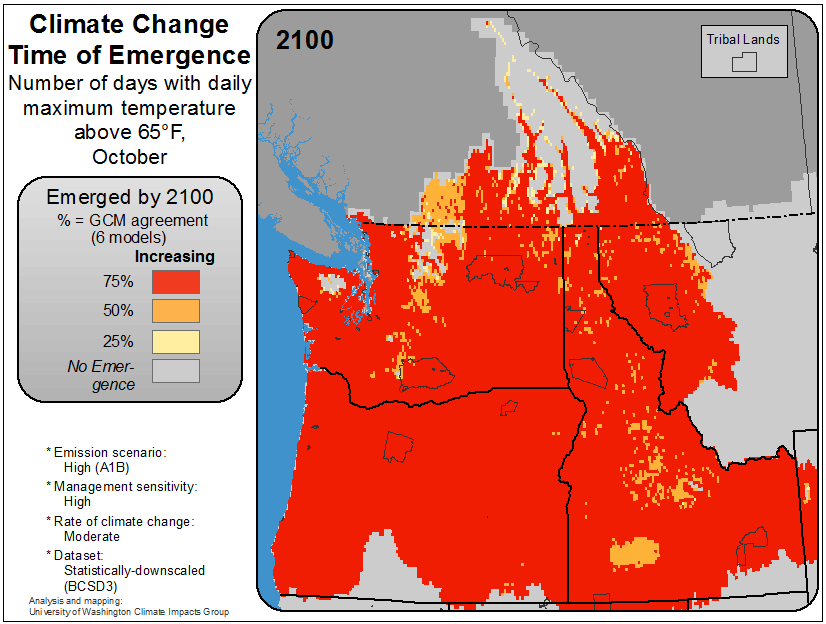 Climate Change
Time of Emergence
Number of days with daily
maximum temperature
above 65°F,
October
Emerged by 2100
% = GCM agreement
(6 models)
Increasing
75%
50%
25%
No Emer-
gence
* Emission scenario:
High (A1B)
* Management sensitivity:
High
* Rate of climate change:
Moderate
* Dataset:
Statistically-downscaled
(BCSD3)
Analysis and mapping:
University of Washington Climate Impacts Group
2100
Tribal Lands